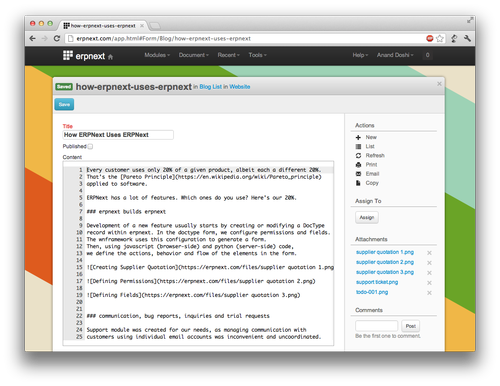 how-erpnext-uses-erpnext
erpnext.com/app.html#Form/Blog/how-erpnext-uses-erpnext
erpnext
Modules
Document
Recent
Tools
Help
Anand Doshi
0
Saved how-erpnext-uses-erpnext in Blog List in Website
Save
Title
How ERPNext Uses ERPNext
Published
Content
1 Every customer uses only 20% of a given product, albeit each a different 20%.
2 That's the [Pareto Principle](https://en.wikipedia.org/wiki/Pareto_principle)
3 applied to software.
4
5 ERPNext has a lot of features. Which ones do you use? Here's our 20%.
6
7 ### erpnext builds erpnext
8
9 Development of a new feature usually starts by creating or modifying a DocType
10 record within erpnext. In the doctype form, we configure permissions and fields.
11 The wnframework uses this configuration to generate a form.
12 Then, using javascript (browser-side) and python (server-side) code,
13 we define the actions, behavior and flow of the elements in the form.
14
15 ![Creating Supplier Quotation](https://erpnext.com/files/supplier quotation 1.png
16
17 ![Defining Permissions](https://erpnext.com/files/supplier quotation 2.png)
18
19 ![Defining Fields](https://erpnext.com/files/supplier quotation 3.png)
20
21
22 ### communication, bug reports, inquiries and trial requests
23
24 Support module was created for our needs, as managing communication with
25 customers using individual email accounts was inconvenient and uncoordinated.
Actions
New
List
Refresh
Print
Email
Copy
Assign To
Assign
Attachments
supplier quotation 1.png
supplier quotation 2.png
supplier quotation 3.png
support ticket.png
todo-001.png
Comments
Post
Be the first one to comment.